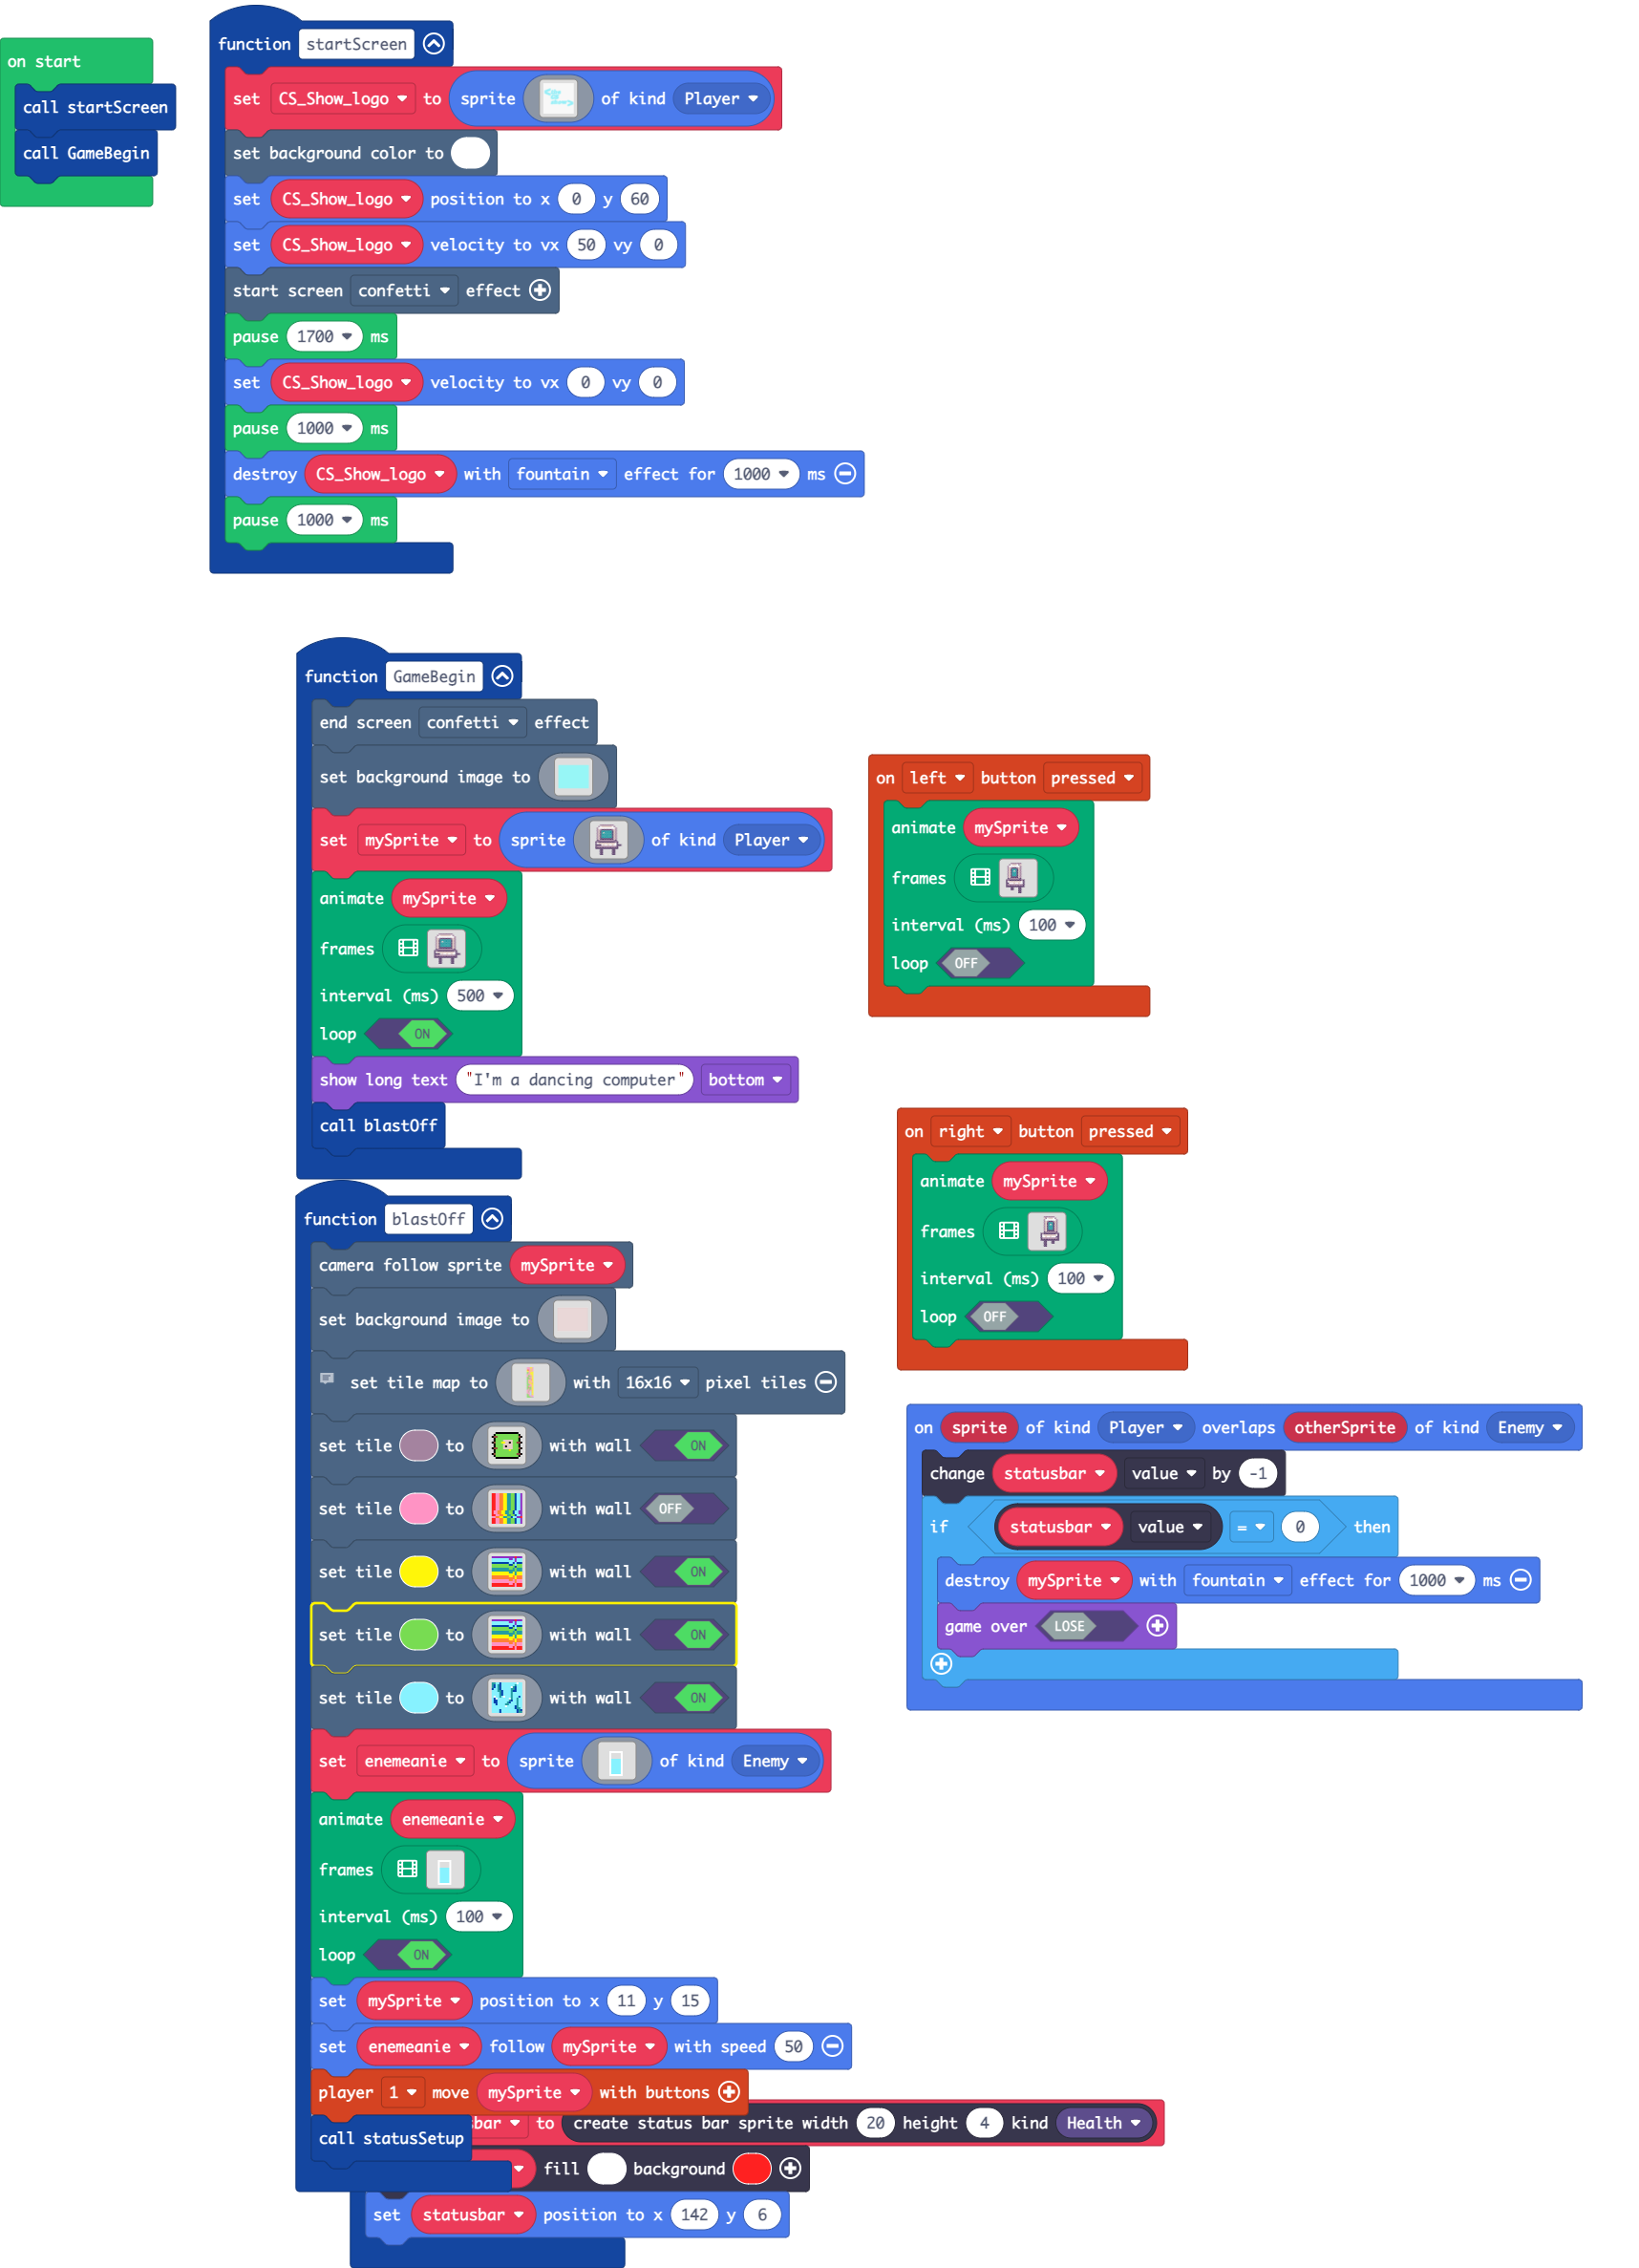 on start
call startScreen
call GameBegin
function startScreen
set CS_Show_logo to sprite of kind Player
set background color to
set CS_Show_logo position to x 0 y 60
set CS_Show_logo velocity to vx 50 vy 0
start screen confetti effect
pause 1700 ms
set CS_Show_logo velocity to vx 0 vy 0
pause 1000 ms
destroy CS_Show_logo with fountain effect for 1000 ms
pause 1000 ms
function GameBegin
end screen confetti effect
set background image to
set mySprite to sprite of kind Player
animate mySprite
frames
interval (ms) 500
loop ON
show long text "I'm a dancing computer" bottom
call blastOff
on left button pressed
animate mySprite
frames
interval (ms) 100
loop OFF
on right button pressed
animate mySprite
frames
interval (ms) 100
loop OFF
function blastOff
camera follow sprite mySprite
set background image to
set tile map to with 16x16 pixel tiles
set tile to with wall ON
set tile to with wall OFF
set tile to with wall ON
set tile to with wall ON
set tile to with wall ON
set enemeanie to sprite of kind Enemy
animate enemeanie
frames
interval (ms) 100
loop ON
set mySprite position to x 11 y 15
set enemeanie follow mySprite with speed 50
player 1 move mySprite with buttons
call statusSetup
on sprite of kind Player overlaps otherSprite of kind Enemy
change statusbar value by -1
if statusbar value = 0 then
destroy mySprite with fountain effect for 1000 ms
game over LOSE
bar to create status bar sprite width 20 height 4 kind Health
fill background
set statusbar position to x 142 y 6